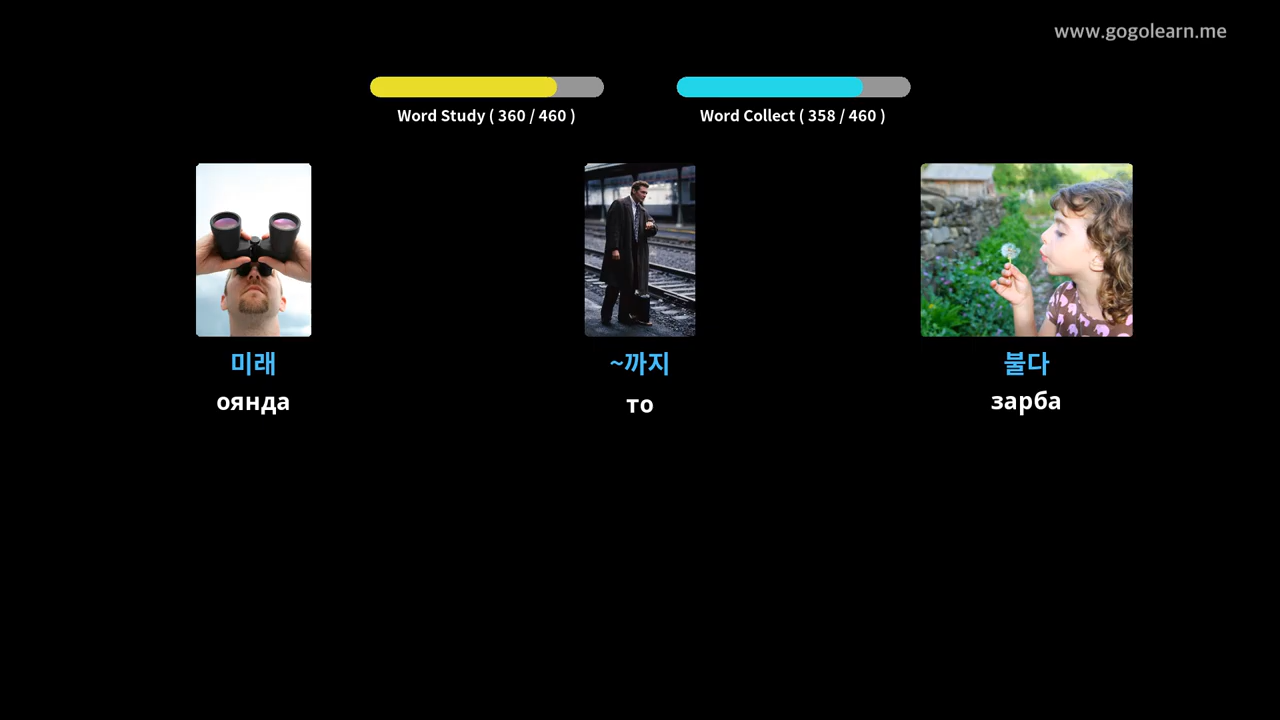 www.gogolearn.me
Word Study ( 360 / 460 )
Word Collect ( 358 / 460 )
미래
~까지
불다
оянда
то
зарба